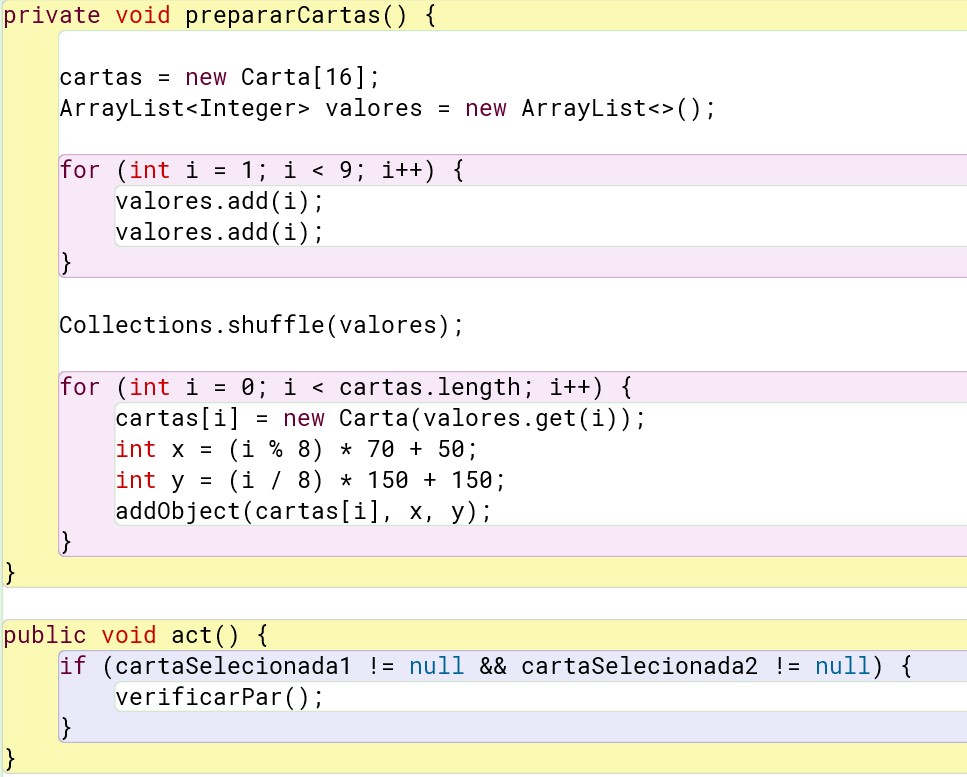 private void prepararCartas() {
cartas = new Carta[16];
ArrayList<Integer> valores = new ArrayList<>();
for (int i = 1; i < 9; i++) {
valores.add(i);
valores.add(i);
}
Collections.shuffle(valores);
for (int i = 0; i < cartas.length; i++) {
cartas[i] = new Carta(valores.get(i));
int x = (i % 8) * 70 + 50;
int y = (i / 8) * 150 + 150;
addObject(cartas[i], x, y);
}
}
public void act() {
if (cartaSelecionada1 != null && cartaSelecionada2 != null) {
verificarPar();
}
}